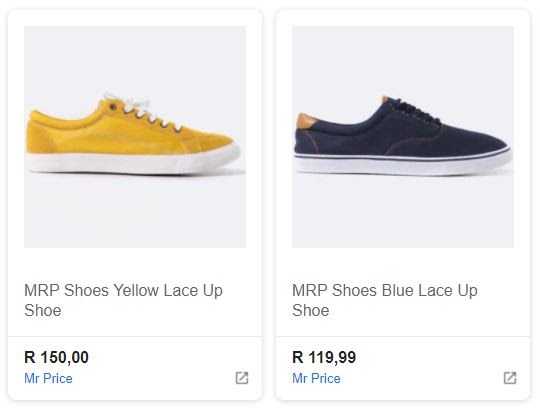 MRP Shoes Yellow Lace Up
Shoe
R 150,00
Mr Price
MRP Shoes Blue Lace Up
Shoe
R 119,99
Mr Price